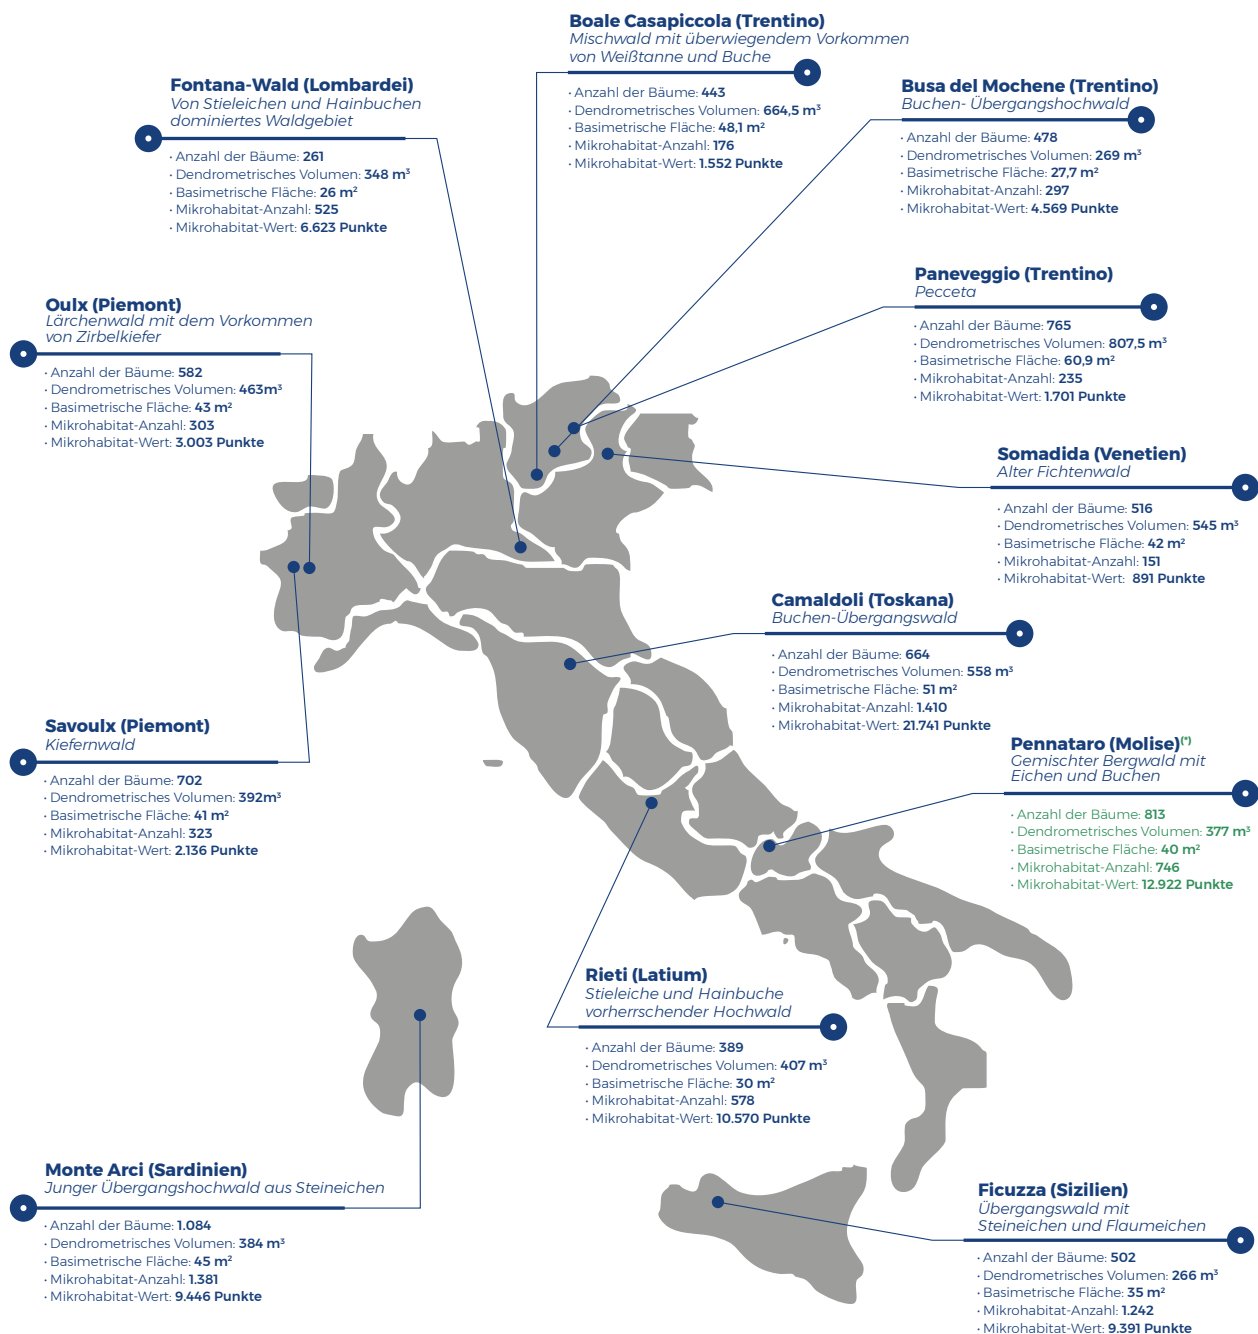 Boale Casapiccola (Trentino)
Mischwald mit überwiegendem Vorkommen
von Weißtanne und Buche
· Anzahl der Bäume: 443
· Dendrometrisches Volumen: 664,5 m³
· Basimetrische Fläche: 48,1 m²
· Mikrohabitat-Anzahl: 176
· Mikrohabitat-Wert: 1.552 Punkte
Fontana-Wald (Lombardei)
Von Stieleichen und Hainbuchen
dominiertes Waldgebiet
· Anzahl der Bäume: 261
· Dendrometrisches Volumen: 348 m³
· Basimetrische Fläche: 26 m²
· Mikrohabitat-Anzahl: 525
· Mikrohabitat-Wert: 6.623 Punkte
Busa del Mochene (Trentino)
Buchen- Übergangshochwald
· Anzahl der Bäume: 478
· Dendrometrisches Volumen: 269 m³
· Basimetrische Fläche: 27,7 m²
· Mikrohabitat-Anzahl: 297
· Mikrohabitat-Wert: 4.569 Punkte
Paneveggio (Trentino)
Pecceta
· Anzahl der Bäume: 765
· Dendrometrisches Volumen: 807,5 m³
· Basimetrische Fläche: 60,9 m²
· Mikrohabitat-Anzahl: 235
· Mikrohabitat-Wert: 1.701 Punkte
Oulx (Piemont)
Lärchenwald mit dem Vorkommen
von Zirbelkiefer
· Anzahl der Bäume: 582
· Dendrometrisches Volumen: 463m³
· Basimetrische Fläche: 43 m²
· Mikrohabitat-Anzahl: 303
· Mikrohabitat-Wert: 3.003 Punkte
Somadida (Venetien)
Alter Fichtenwald
· Anzahl der Bäume: 516
· Dendrometrisches Volumen: 545 m³
· Basimetrische Fläche: 42 m²
· Mikrohabitat-Anzahl: 151
· Mikrohabitat-Wert: 891 Punkte
Camaldoli (Toskana)
Buchen-Übergangswald
· Anzahl der Bäume: 664
· Dendrometrisches Volumen: 558 m³
· Basimetrische Fläche: 51 m²
· Mikrohabitat-Anzahl: 1.410
· Mikrohabitat-Wert: 21.741 Punkte
Savoulx (Piemont)
Kiefernwald
· Anzahl der Bäume: 702
· Dendrometrisches Volumen: 392m³
· Basimetrische Fläche: 41 m²
· Mikrohabitat-Anzahl: 323
· Mikrohabitat-Wert: 2.136 Punkte
Pennataro (Molise)(*)
Gemischter Bergwald mit
Eichen und Buchen
· Anzahl der Bäume: 813
· Dendrometrisches Volumen: 377 m³
· Basimetrische Fläche: 40 m²
· Mikrohabitat-Anzahl: 746
· Mikrohabitat-Wert: 12.922 Punkte
Rieti (Latium)
Stieleiche und Hainbuche
vorherrschender Hochwald
· Anzahl der Bäume: 389
· Dendrometrisches Volumen: 407 m³
· Basimetrische Fläche: 30 m²
· Mikrohabitat-Anzahl: 578
· Mikrohabitat-Wert: 10.570 Punkte
Monte Arci (Sardinien)
Junger Übergangshochwald aus Steineichen
· Anzahl der Bäume: 1.084
· Dendrometrisches Volumen: 384 m³
· Basimetrische Fläche: 45 m²
· Mikrohabitat-Anzahl: 1.381
· Mikrohabitat-Wert: 9.446 Punkte
Ficuzza (Sizilien)
Übergangswald mit
Steineichen und Flaumeichen
· Anzahl der Bäume: 502
· Dendrometrisches Volumen: 266 m³
· Basimetrische Fläche: 35 m²
· Mikrohabitat-Anzahl: 1.242
· Mikrohabitat-Wert: 9.391 Punkte